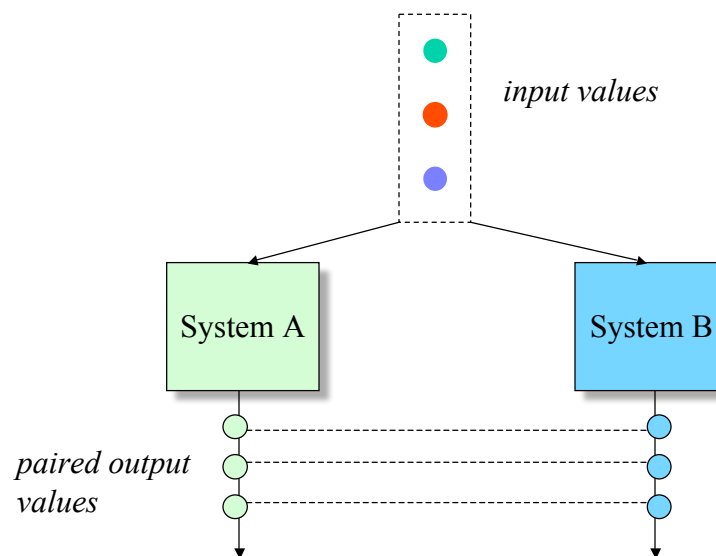 input values
System A
System B
paired output
values